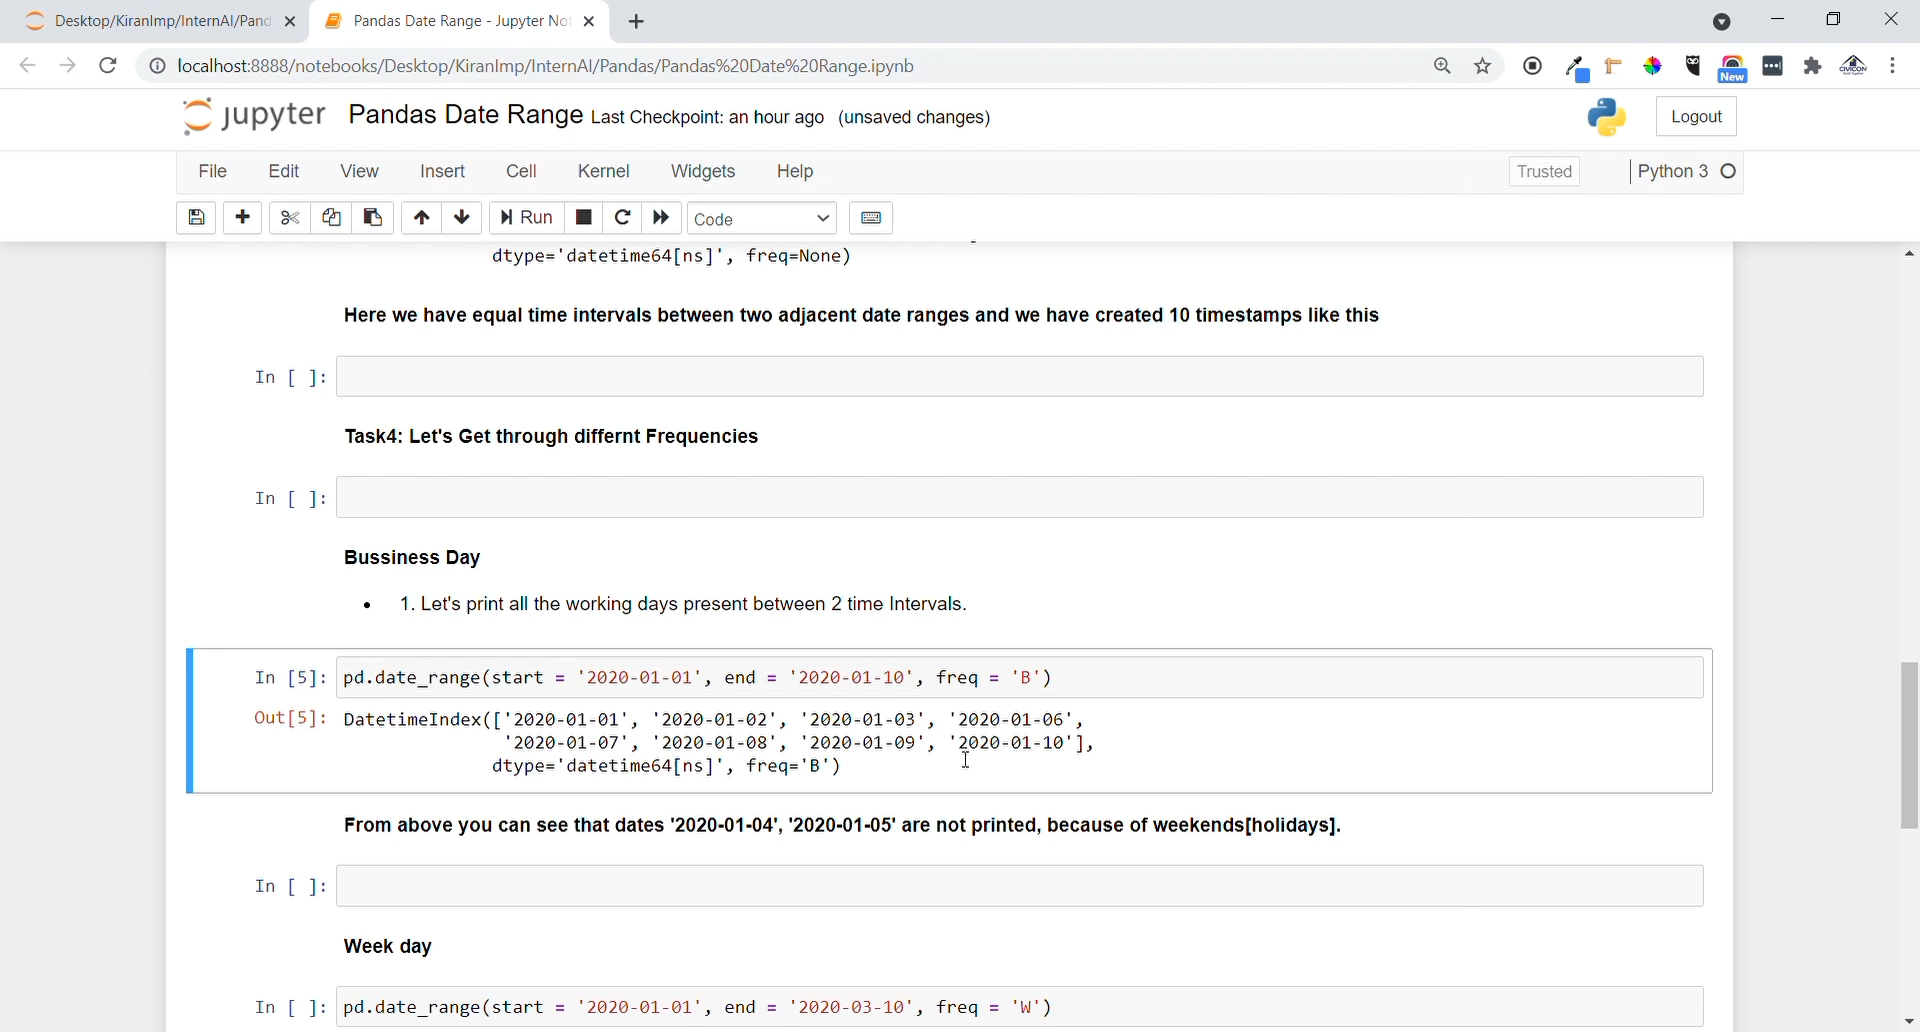 Desktop/KiranImp/InternAI/Pand
Pandas Date Range - Jupyter No
localhost:8888/notebooks/Desktop/KiranImp/InternAI/Pandas/Pandas%20Date%20Range.ipynb
New
CIVICON
jupyter Pandas Date Range Last Checkpoint: an hour ago (unsaved changes)
Logout
File Edit View Insert Cell Kernel Widgets Help
Trusted Python 3
Run Code
dtype='datetime64[ns]', freq=None)
Here we have equal time intervals between two adjacent date ranges and we have created 10 timestamps like this
In [ ]:
Task4: Let's Get through differnt Frequencies
In [ ]:
Bussiness Day
• 1. Let's print all the working days present between 2 time Intervals.
In [5]: pd.date_range(start = '2020-01-01', end = '2020-01-10', freq = 'B')
Out[5]: DatetimeIndex(['2020-01-01', '2020-01-02', '2020-01-03', '2020-01-06',
'2020-01-07', '2020-01-08', '2020-01-09', '2020-01-10'],
dtype='datetime64[ns]', freq='B')
From above you can see that dates '2020-01-04', '2020-01-05' are not printed, because of weekends[holidays].
In [ ]:
Week day
In [ ]: pd.date_range(start = '2020-01-01', end = '2020-03-10', freq = 'W')